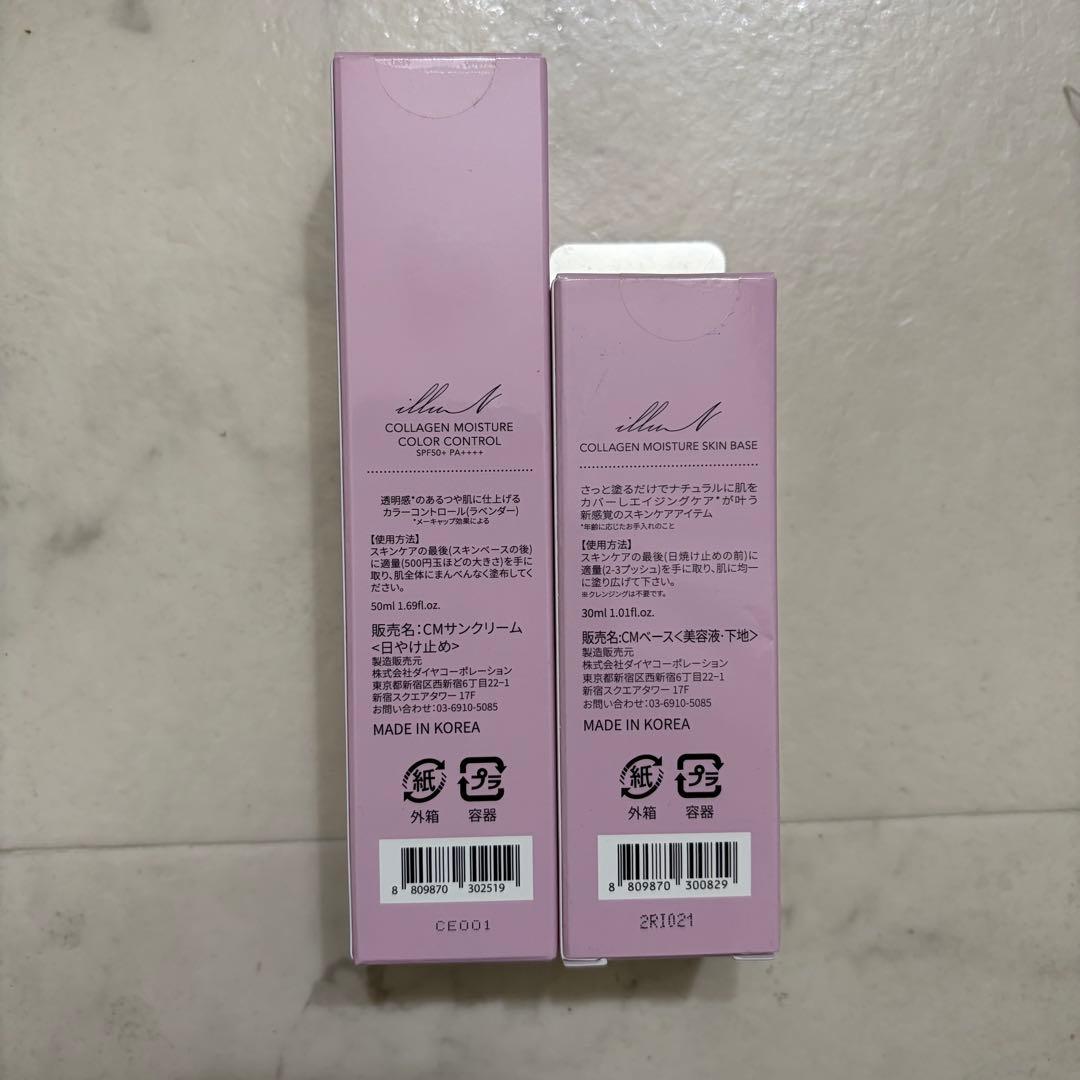 illuN
COLLAGEN MOISTURE
COLOR CONTROL
SPF50+ PA++++
透明感*のあるつや肌に仕上げる
カラーコントロール(ラベンダー)
*メーキャップ効果による
【使用方法】
スキンケアの最後(スキンベースの後)
に適量(500円玉ほどの大きさ)を手に
取り、肌全体にまんべんなく塗布してく
ださい。
50ml 1.69fl.oz.
販売名：CMサンクリーム
<日やけ止め>
製造販売元
株式会社ダイヤコーポレーション
東京都新宿区西新宿6丁目22−1
新宿スクエアタワー 17F
お問い合わせ：03-6910-5085
MADE IN KOREA
紙 プラ
外箱 容器
8 809870 302519
CE001
illuN
COLLAGEN MOISTURE SKIN BASE
さっと塗るだけでナチュラルに肌を
カバーしエイジングケア*が叶う
新感覚のスキンケアアイテム
*年齢に応じたお手入れのこと
【使用方法】
スキンケアの最後(日焼け止めの前)に
適量(2-3プッシュ)を手に取り、肌に均一
に塗り広げて下さい。
※クレンジングは不要です。
30ml 1.01fl.oz.
販売名:CMベース<美容液·下地>
製造販売元
株式会社ダイヤコーポレーション
東京都新宿区西新宿6丁目22−1
新宿スクエアタワー 17F
お問い合わせ：03-6910-5085
MADE IN KOREA
紙 プラ
外箱 容器
8 809870 300829
2RI021